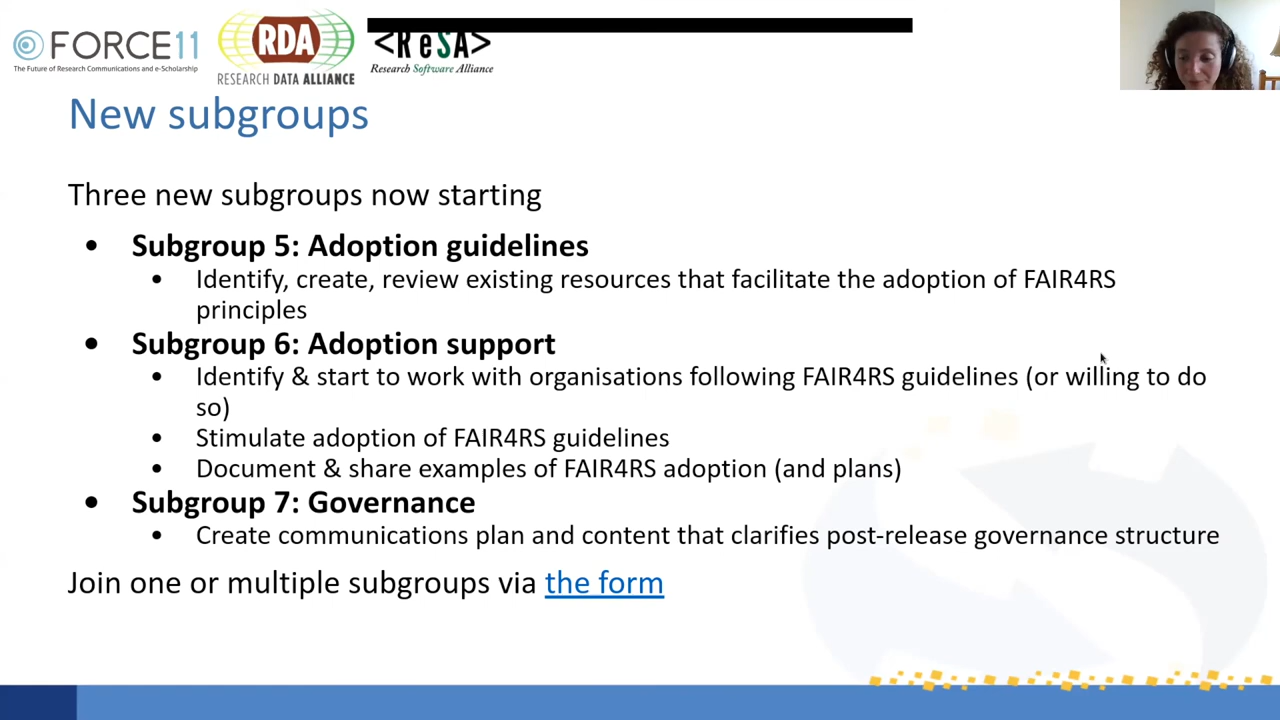 FORCE11
The Future of Research Communications and e-Scholarship
RDA
RESEARCH DATA ALLIANCE
<ReSA>
Research Software Alliance
New subgroups
Three new subgroups now starting
• Subgroup 5: Adoption guidelines
• Identify, create, review existing resources that facilitate the adoption of FAIR4RS
principles
• Subgroup 6: Adoption support
• Identify & start to work with organisations following FAIR4RS guidelines (or willing to do
so)
• Stimulate adoption of FAIR4RS guidelines
• Document & share examples of FAIR4RS adoption (and plans)
• Subgroup 7: Governance
• Create communications plan and content that clarifies post-release governance structure
Join one or multiple subgroups via the form